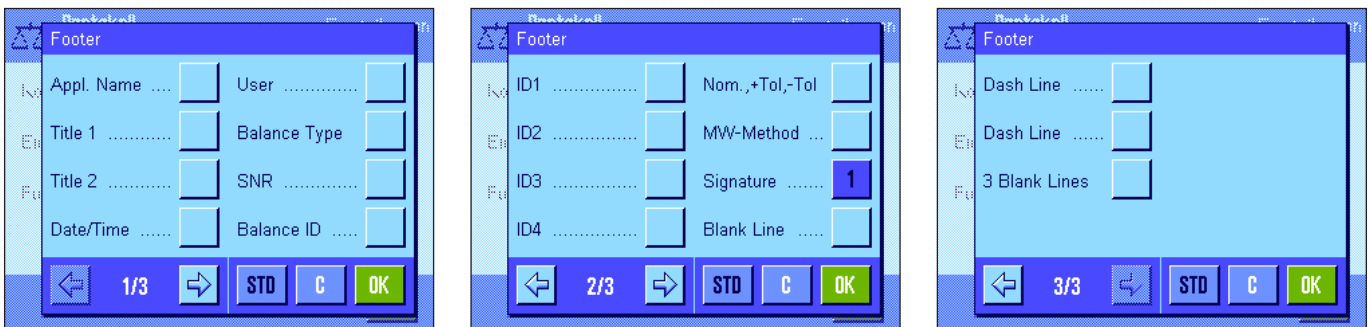 Footer
Appl. Name .... User .............
Title 1 ............ Balance Type
Title 2 ............ SNR ............
Date/Time ...... Balance ID .....
1/3 STD C OK
Footer
ID1 ............... Nom.,+Tol,-Tol
ID2 ............... MW-Method ...
ID3 ............... Signature ....... 1
ID4 ............... Blank Line .....
2/3 STD C OK
Footer
Dash Line ......
Dash Line ......
3 Blank Lines
3/3 STD C OK